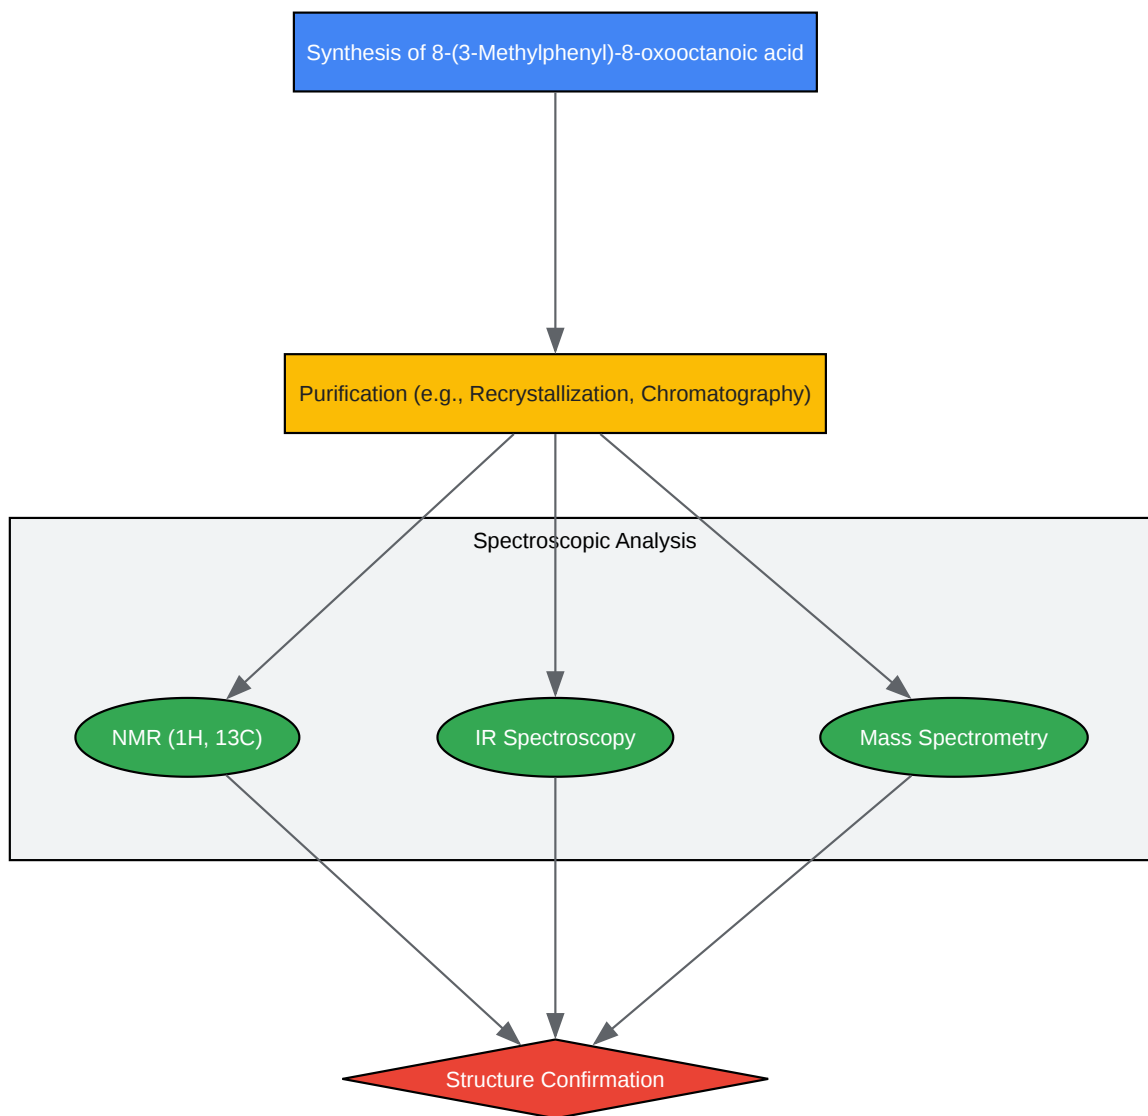 Synthesis of 8-(3-Methylphenyl)-8-oxooctanoic acid
Purification (e.g., Recrystallization, Chromatography)
Spectroscopic Analysis
NMR (1H, 13C)
IR Spectroscopy
Mass Spectrometry
Structure Confirmation